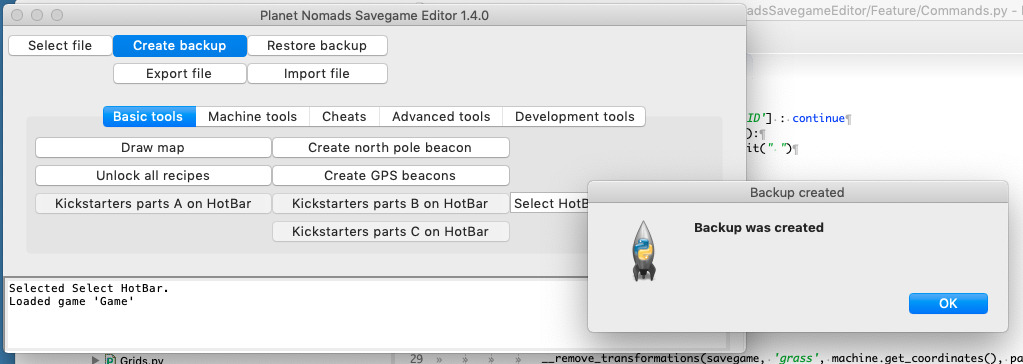 Planet Nomads Savegame Editor 1.4.0
adsSavegameEditor/Feature/Commands.py -
Select file Create backup Restore backup
Export file Import file
Basic tools Machine tools Cheats Advanced tools Development tools
ID'] : continue¶
Draw map Create north pole beacon
):¶
it(" ")¶
Unlock all recipes Create GPS beacons
Kickstarters parts A on HotBar Kickstarters parts B on HotBar Select HotB
Kickstarters parts C on HotBar
Backup created
Backup was created
OK
Selected Select HotBar.
Loaded game 'Game'
Grids.py
29 » » » » __remove_transformations(savegame, 'grass', machine.get_coordinates(), pa